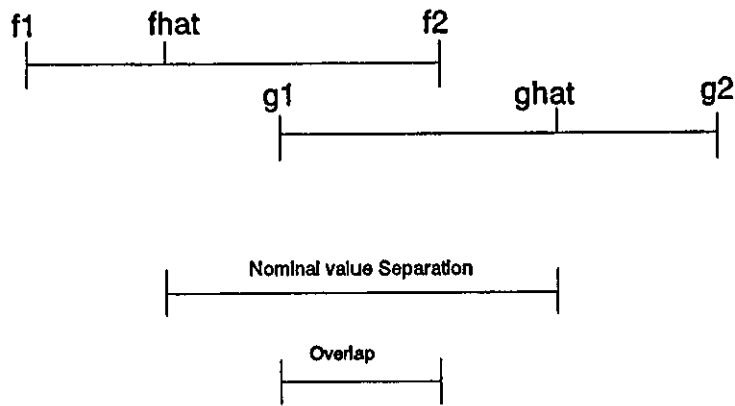 f1 fhat f2
g1 ghat g2
Nominal value Separation
Overlap